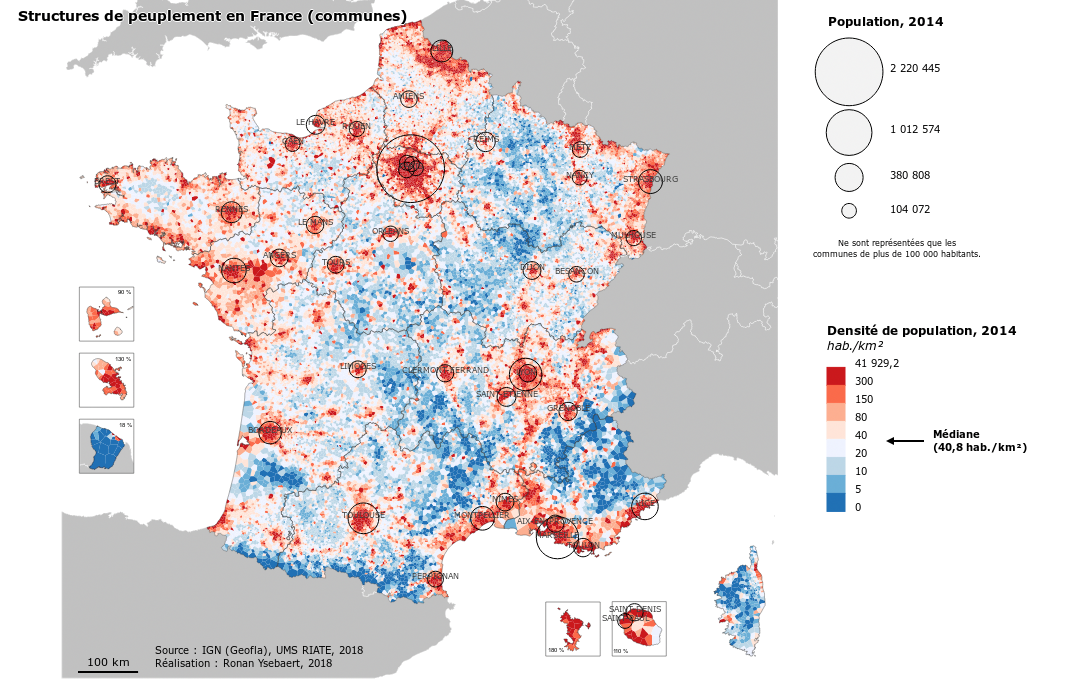 Structures de peuplement en France (communes)
Population, 2014
2 220 445
1 012 574
380 808
104 072
Ne sont représentées que les
communes de plus de 100 000 habitants.
Densité de population, 2014
hab./km²
41 929,2
300
150
80
40
20
10
5
0
Médiane
(40,8 hab./km²)
LILLE
AMIENS
LE HAVRE
ROUEN
CAEN
REIMS
METZ
NANCY
STRASBOURG
BREST
RENNES
LE MANS
ORLEANS
MULHOUSE
ANGERS
TOURS
NANTES
DIJON
BESANCON
90 %
130 %
18 %
LIMOGES
CLERMONT-FERRAND
SAINT-ETIENNE
GRENOBLE
BORDEAUX
NIMES
NICE
TOULOUSE
MONTPELLIER
AIX-EN-PROVENCE
MARSEILLE
TOULON
PERPIGNAN
SAINT-DENIS
SAINT-PAUL
180 %
110 %
Source : IGN (Geofla), UMS RIATE, 2018
Réalisation : Ronan Ysebaert, 2018
100 km